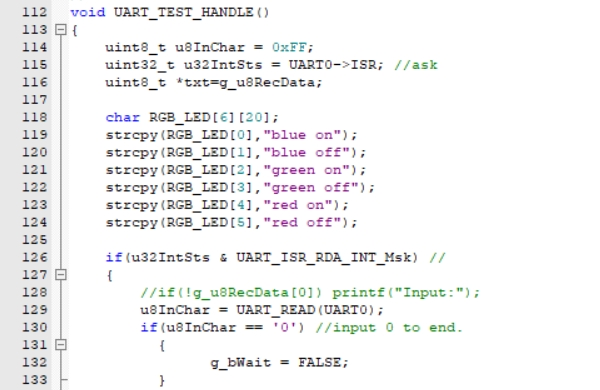 112 void UART_TEST_HANDLE()
113 {
114 uint8_t u8InChar = 0xFF;
115 uint32_t u32IntSts = UART0->ISR; //ask
116 uint8_t *txt=g_u8RecData;
117
118 char RGB_LED[6][20];
119 strcpy(RGB_LED[0],"blue on");
120 strcpy(RGB_LED[1],"blue off");
121 strcpy(RGB_LED[2],"green on");
122 strcpy(RGB_LED[3],"green off");
123 strcpy(RGB_LED[4],"red on");
124 strcpy(RGB_LED[5],"red off");
125
126 if(u32IntSts & UART_ISR_RDA_INT_Msk) //
127 {
128 //if(!g_u8RecData[0]) printf("Input:");
129 u8InChar = UART_READ(UART0);
130 if(u8InChar == '0') //input 0 to end.
131 {
132 g_bWait = FALSE;
133 }